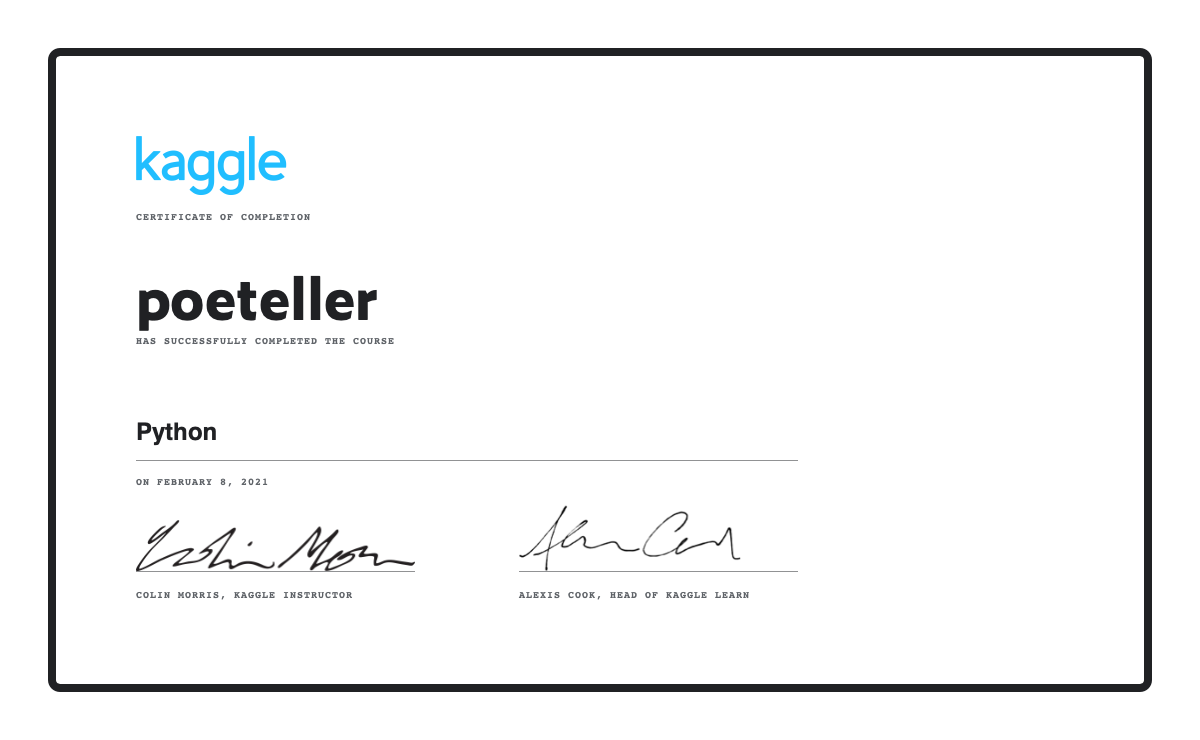 kaggle
CERTIFICATE OF COMPLETION
poeteller
HAS SUCCESSFULLY COMPLETED THE COURSE
Python
ON FEBRUARY 8, 2021
Colin Morris
Alexis Cook
COLIN MORRIS, KAGGLE INSTRUCTOR
ALEXIS COOK, HEAD OF KAGGLE LEARN